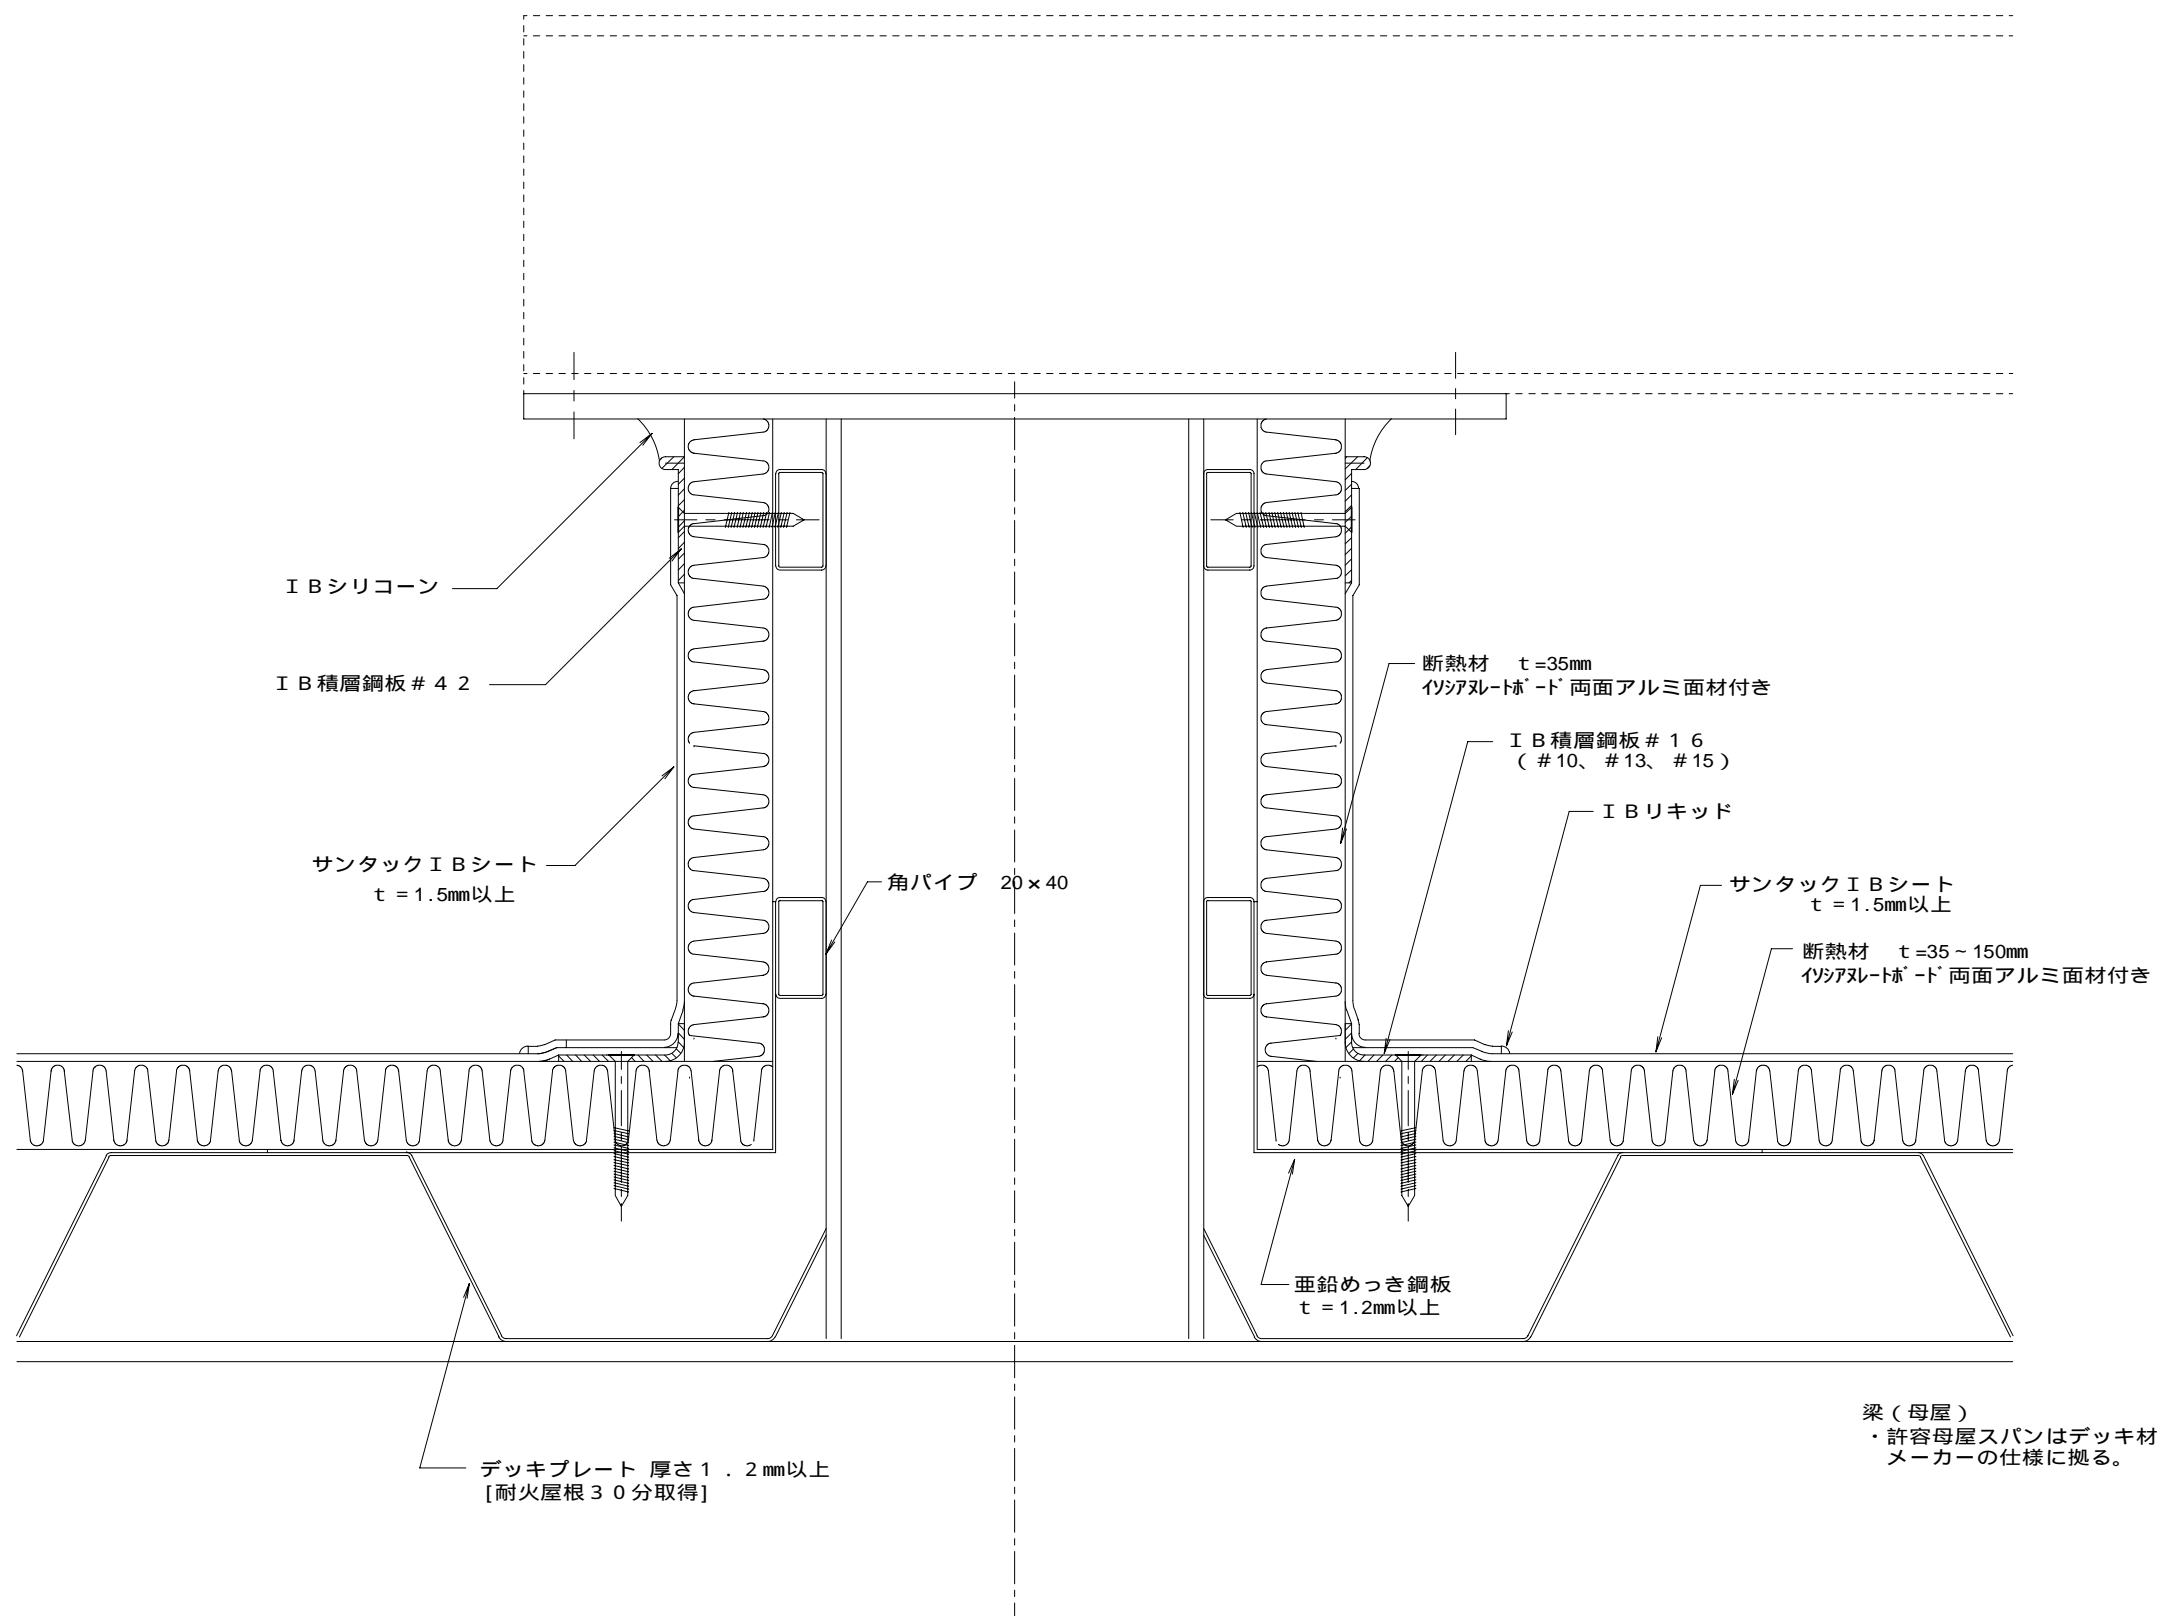 ＩＢシリコーン
ＩＢ積層鋼板＃４２
サンタックＩＢシート
ｔ=1.5mm以上
角パイプ　20×40
断熱材　ｔ=35mm
ｲｿｼｱﾇﾚｰﾄﾎﾞｰﾄﾞ両面アルミ面材付き
ＩＢ積層鋼板＃１６
（＃10、＃13、＃15）
ＩＢリキッド
サンタックＩＢシート
ｔ=1.5mm以上
断熱材　ｔ=35~150mm
ｲｿｼｱﾇﾚｰﾄﾎﾞｰﾄﾞ両面アルミ面材付き
亜鉛めっき鋼板
ｔ=1.2mm以上
デッキプレート 厚さ１．２mm以上
[耐火屋根３０分取得]
梁（母屋）
・許容母屋スパンはデッキ材
メーカーの仕様に拠る。